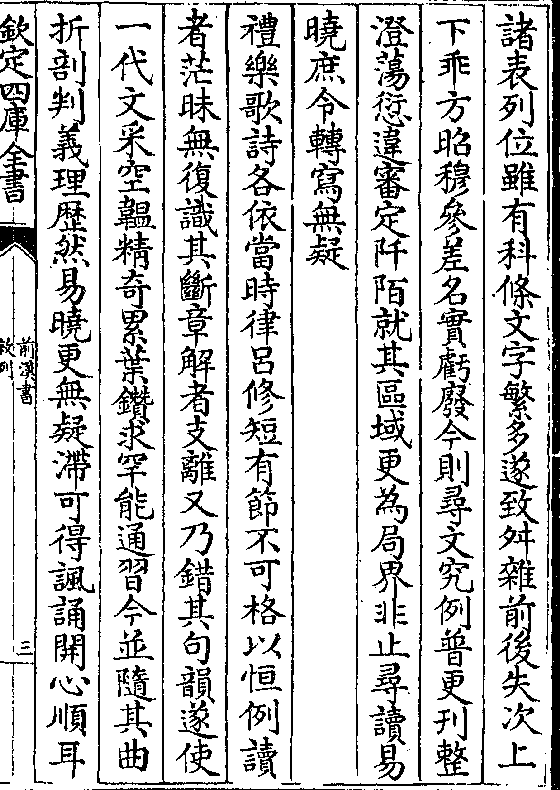 諸表列位雖有科條文字繁多遂致舛雜前後失次上
下乖方昭穆參差名實虧廢今則尋文究例普更刊整
澄蕩愆違審定阡陌就其區域更為局界非止尋讀易
曉庶令轉寫無疑
禮樂歌詩各依當時律呂修短有節不可格以恒例讀
者茫昧無復識其斷章解者支離又乃錯其句韻遂使
一代文采空韞精奇累葉鑽求罕能通習今並隨其曲
折剖判義理歴然易曉更無疑滯可得諷誦開心順耳
欽定四庫全書
前漢書
敘例
三